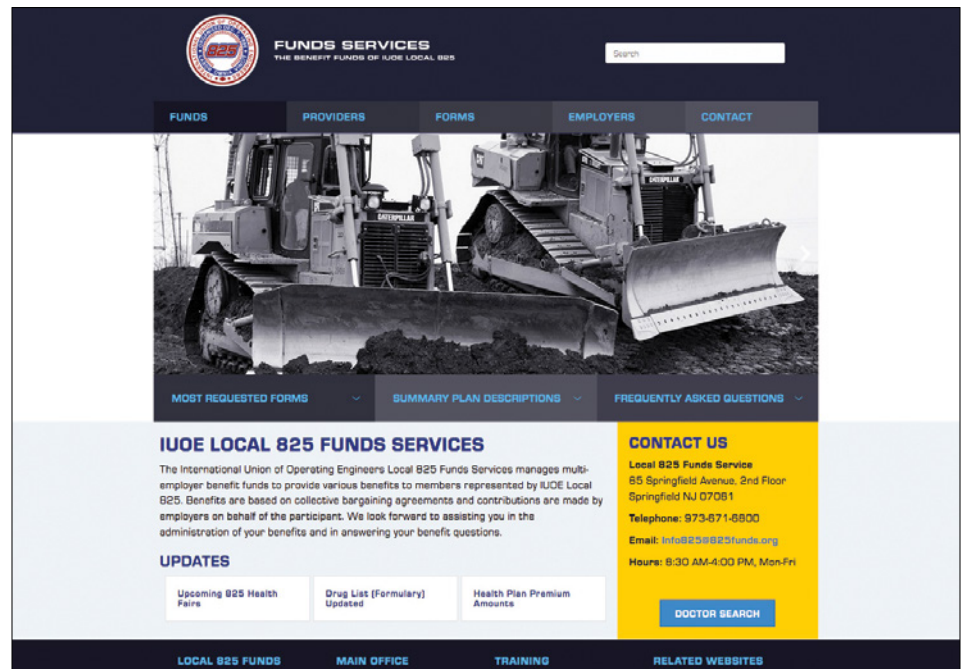 825
FUNDS SERVICES
THE BENEFIT FUNDS OF IUOE LOCAL 825
Search
FUNDS PROVIDERS FORMS EMPLOYERS CONTACT
CATERPILLAR
CATERPILLAR
MOST REQUESTED FORMS SUMMARY PLAN DESCRIPTIONS FREQUENTLY ASKED QUESTIONS
IUOE LOCAL 825 FUNDS SERVICES
The International Union of Operating Engineers Local 825 Funds Services manages multi-
employer benefit funds to provide various benefits to members represented by IUOE Local
825. Benefits are based on collective bargaining agreements and contributions are made by
employers on behalf of the participant. We look forward to assisting you in the
administration of your benefits and in answering your benefit questions.
UPDATES
Upcoming 825 Health
Fairs
Drug List (Formulary)
Updated
Health Plan Premium
Amounts
CONTACT US
Local 825 Funds Service
65 Springfield Avenue, 2nd Floor
Springfield NJ 07081
Telephone: 973-671-6800
Email: Info825@825funds.org
Hours: 8:30 AM-4:00 PM, Mon-Fri
DOCTOR SEARCH
LOCAL 825 FUNDS MAIN OFFICE TRAINING RELATED WEBSITES